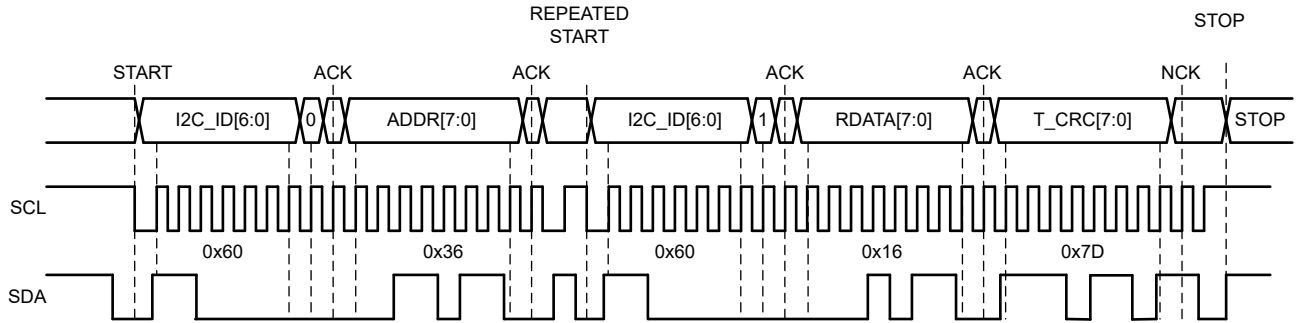 REPEATED
START
STOP
START
ACK
ACK
ACK
ACK
NCK
I2C_ID[6:0]
0
ADDR[7:0]
I2C_ID[6:0]
1
RDATA[7:0]
T_CRC[7:0]
STOP
SCL
0x60
0x36
0x60
0x16
0x7D
SDA